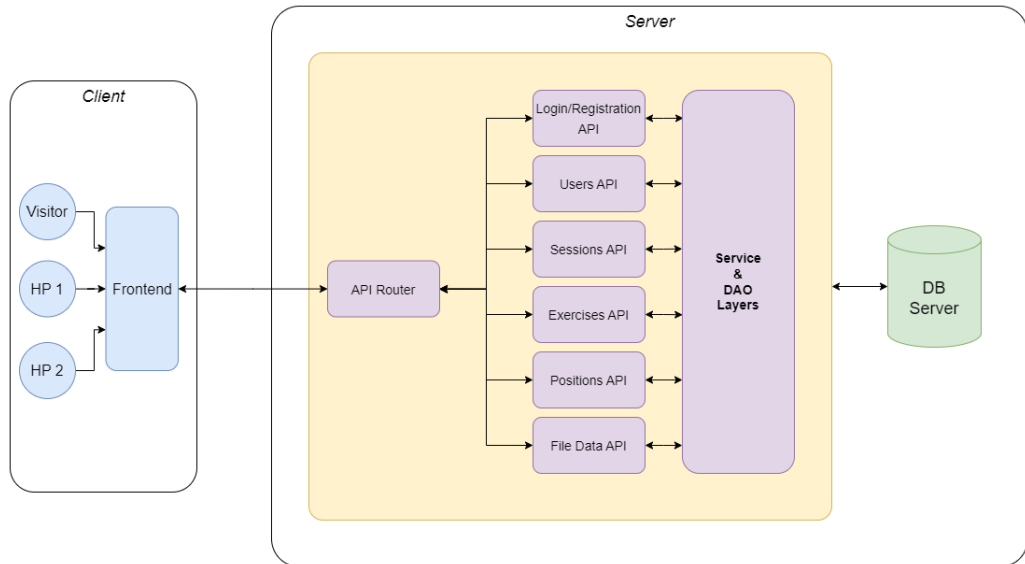 Server
Client
Visitor
HP 1
HP 2
Frontend
API Router
Login/Registration
API
Users API
Sessions API
Exercises API
Positions API
File Data API
Service
&
DAO
Layers
DB
Server